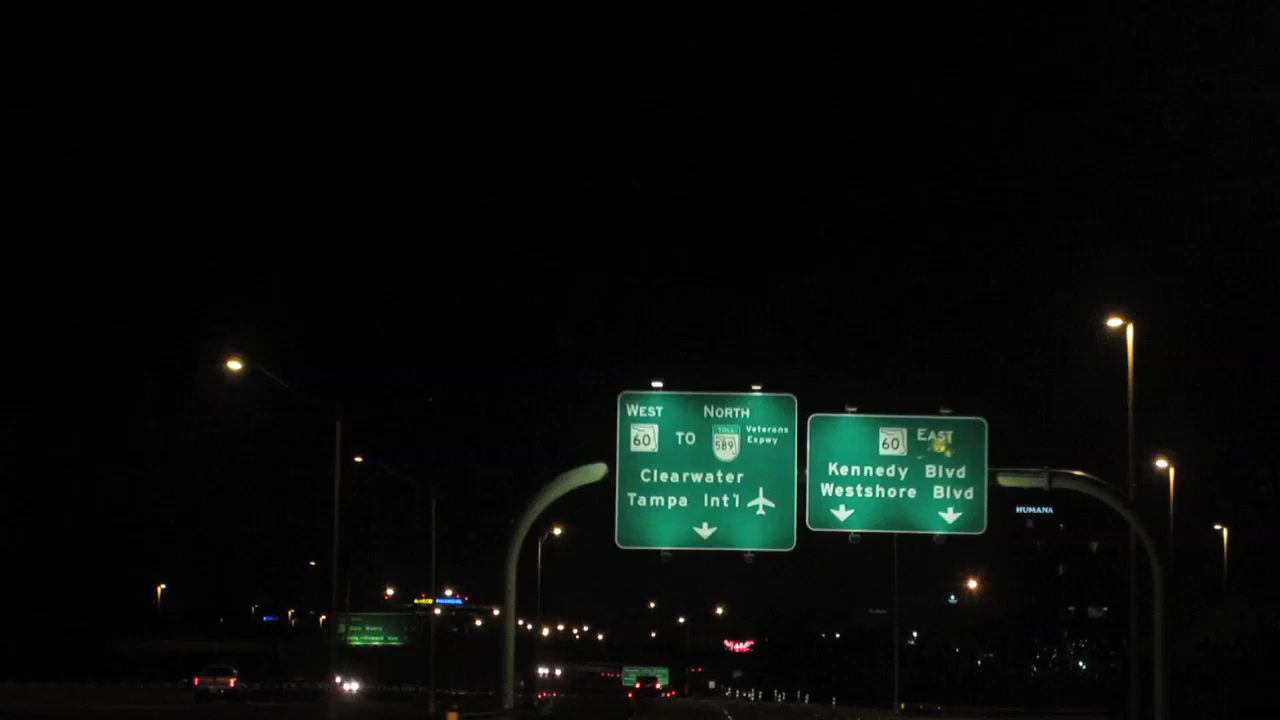 WEST NORTH
60 TO TOLL 589 Veterans Expwy
Clearwater
Tampa Int'l
60 EAST
Kennedy Blvd
Westshore Blvd
HUMANA